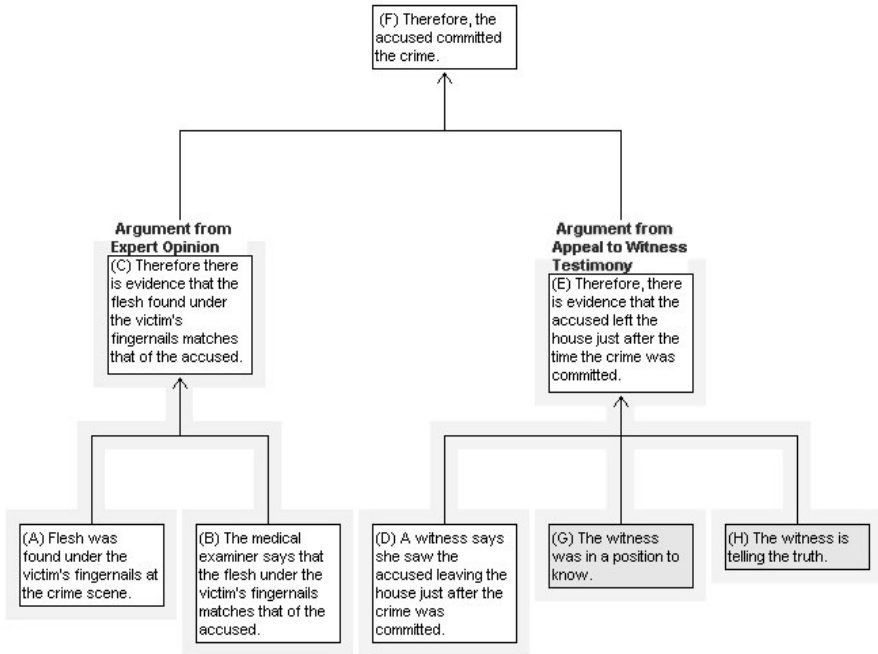 (F) Therefore, the
accused committed
the crime.
Argument from
Expert Opinion
(C) Therefore there
is evidence that the
flesh found under
the victim's
fingernails matches
that of the accused.
Argument from
Appeal to Witness
Testimony
(E) Therefore, there
is evidence that the
accused left the
house just after the
time the crime was
committed.
(A) Flesh was
found under the
victim's fingernails at
the crime scene.
(B) The medical
examiner says that
the flesh under the
victim's fingernails
matches that of the
accused.
(D) A witness says
she saw the
accused leaving the
house just after the
crime was
committed.
(G) The witness
was in a position to
know.
(H) The witness is
telling the truth.